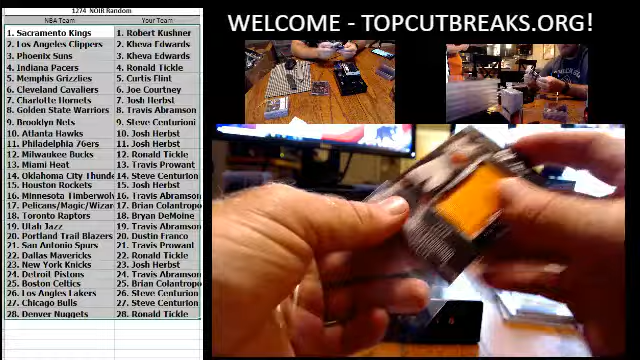 1274 NOIR Random
WELCOME - TOPCUTBREAKS.ORG!
NBA Team Your Team
1. Sacramento Kings 1. Robert Kushner
2. Los Angeles Clippers 2. Kheva Edwards
3. Phoenix Suns 3. Kheva Edwards
4. Indiana Pacers 4. Ronald Tickle
5. Memphis Grizzlies 5. Curtis Flint
6. Cleveland Cavaliers 6. Joe Courtney
7. Charlotte Hornets 7. Josh Herbst
8. Golden State Warriors 8. Travis Abramson
9. Brooklyn Nets 9. Steve Centurioni
10. Atlanta Hawks 10. Josh Herbst
11. Philadelphia 76ers 11. Josh Herbst
12. Milwaukee Bucks 12. Ronald Tickle
13. Miami Heat 13. Travis Prowant
14. Oklahoma City Thunde 14. Steve Centurion
15. Houston Rockets 15. Josh Herbst
16. Minnesota Timberwolv 16. Travis Abramso
17. Pelicans/Magic/Wizar 17. Brian Colantropo
18. Toronto Raptors 18. Bryan DeMoine
19. Utah Jazz 19. Travis Abramson
20. Portland Trail Blazers 20. Dustin Franco
21. San Antonio Spurs 21. Travis Prowant
22. Dallas Mavericks 22. Ronald Tickle
23. New York Knicks 23. Josh Herbst
24. Detroit Pistons 24. Travis Abramson
25. Boston Celtics 25. Brian Colantropo
26. Los Angles Lakers 26. Steve Centurion
27. Chicago Bulls 27. Steve Centurion
28. Denver Nuggets 28. Ronald Tickle